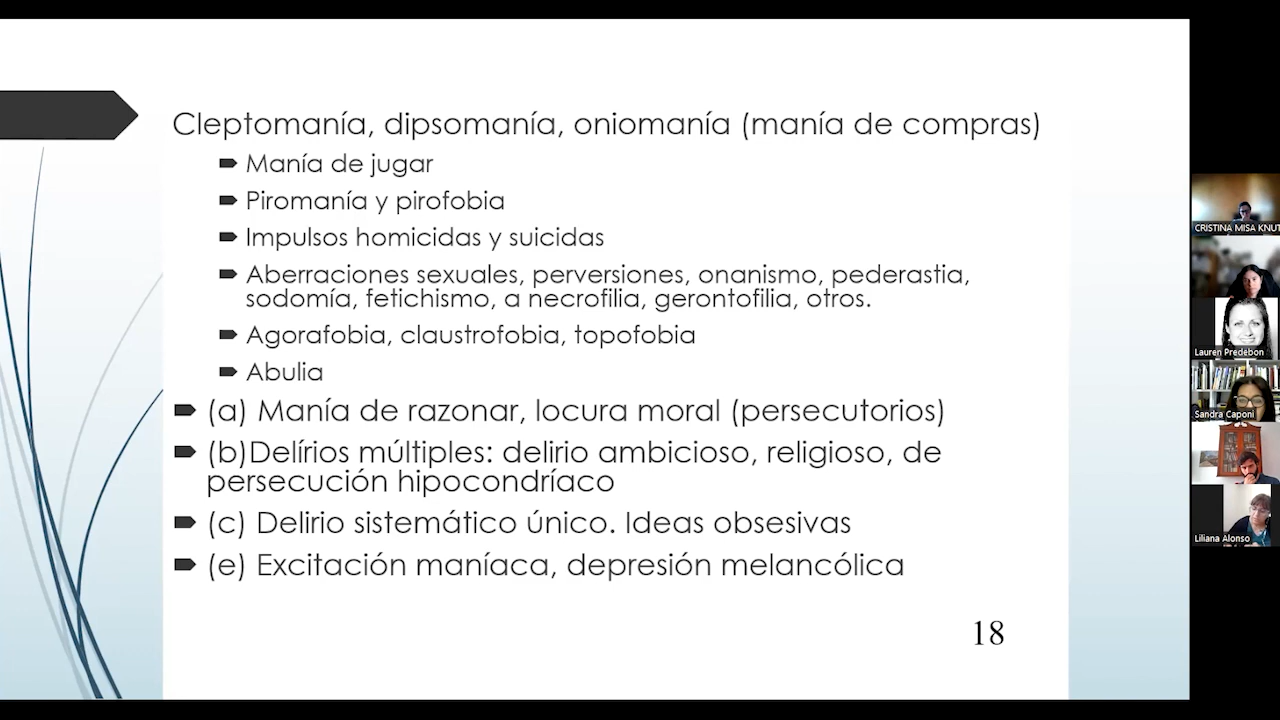 Cleptomanía, dipsomanía, oniomanía (manía de compras)
Manía de jugar
Piromanía y pirofobia
Impulsos homicidas y suicidas
Aberraciones sexuales, perversiones, onanismo, pederastia,
sodomía, fetichismo, a necrofilia, gerontofilia, otros.
Agorafobia, claustrofobia, topofobia
Abulia
(a) Manía de razonar, locura moral (persecutorios)
(b)Delírios múltiples: delirio ambicioso, religioso, de
persecución hipocondríaco
(c) Delirio sistemático único. Ideas obsesivas
(e) Excitación maníaca, depresión melancólica
18
CRISTINA MISA KNUT
Lauren Predebon
Sandra Caponi
Liliana Alonso